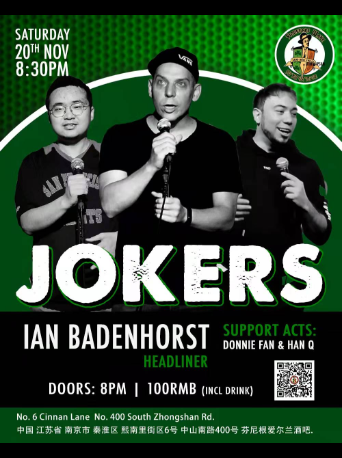 SATURDAY
20TH NOV
8:30PM
VANS
JOKERS
IAN BADENHORST
HEADLINER
SUPPORT ACTS:
DONNIE FAN & HAN Q
DOORS: 8PM | 100RMB (INCL DRINK)
No. 6 Cinnan Lane No. 400 South Zhongshan Rd.
中国 江苏省 南京市 秦淮区 熙南里街区6号 中山南路400号 芬尼根爱尔兰酒吧.